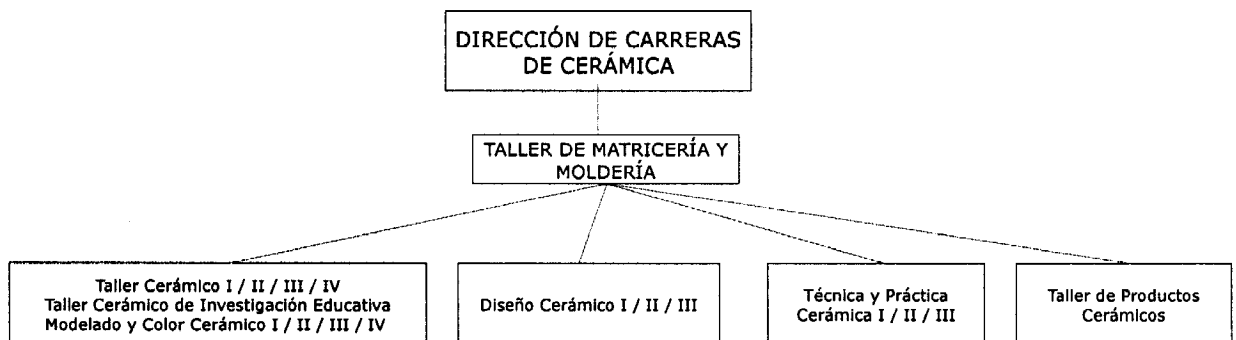 DIRECCIÓN DE CARRERAS
DE CERÁMICA
TALLER DE MATRICERÍA Y
MOLDERÍA
Taller Cerámico I / II / III / IV
Taller Cerámico de Investigación Educativa
Modelado y Color Cerámico I / II / III / IV
Diseño Cerámico I / II / III
Técnica y Práctica
Cerámica I / II / III
Taller de Productos
Cerámicos